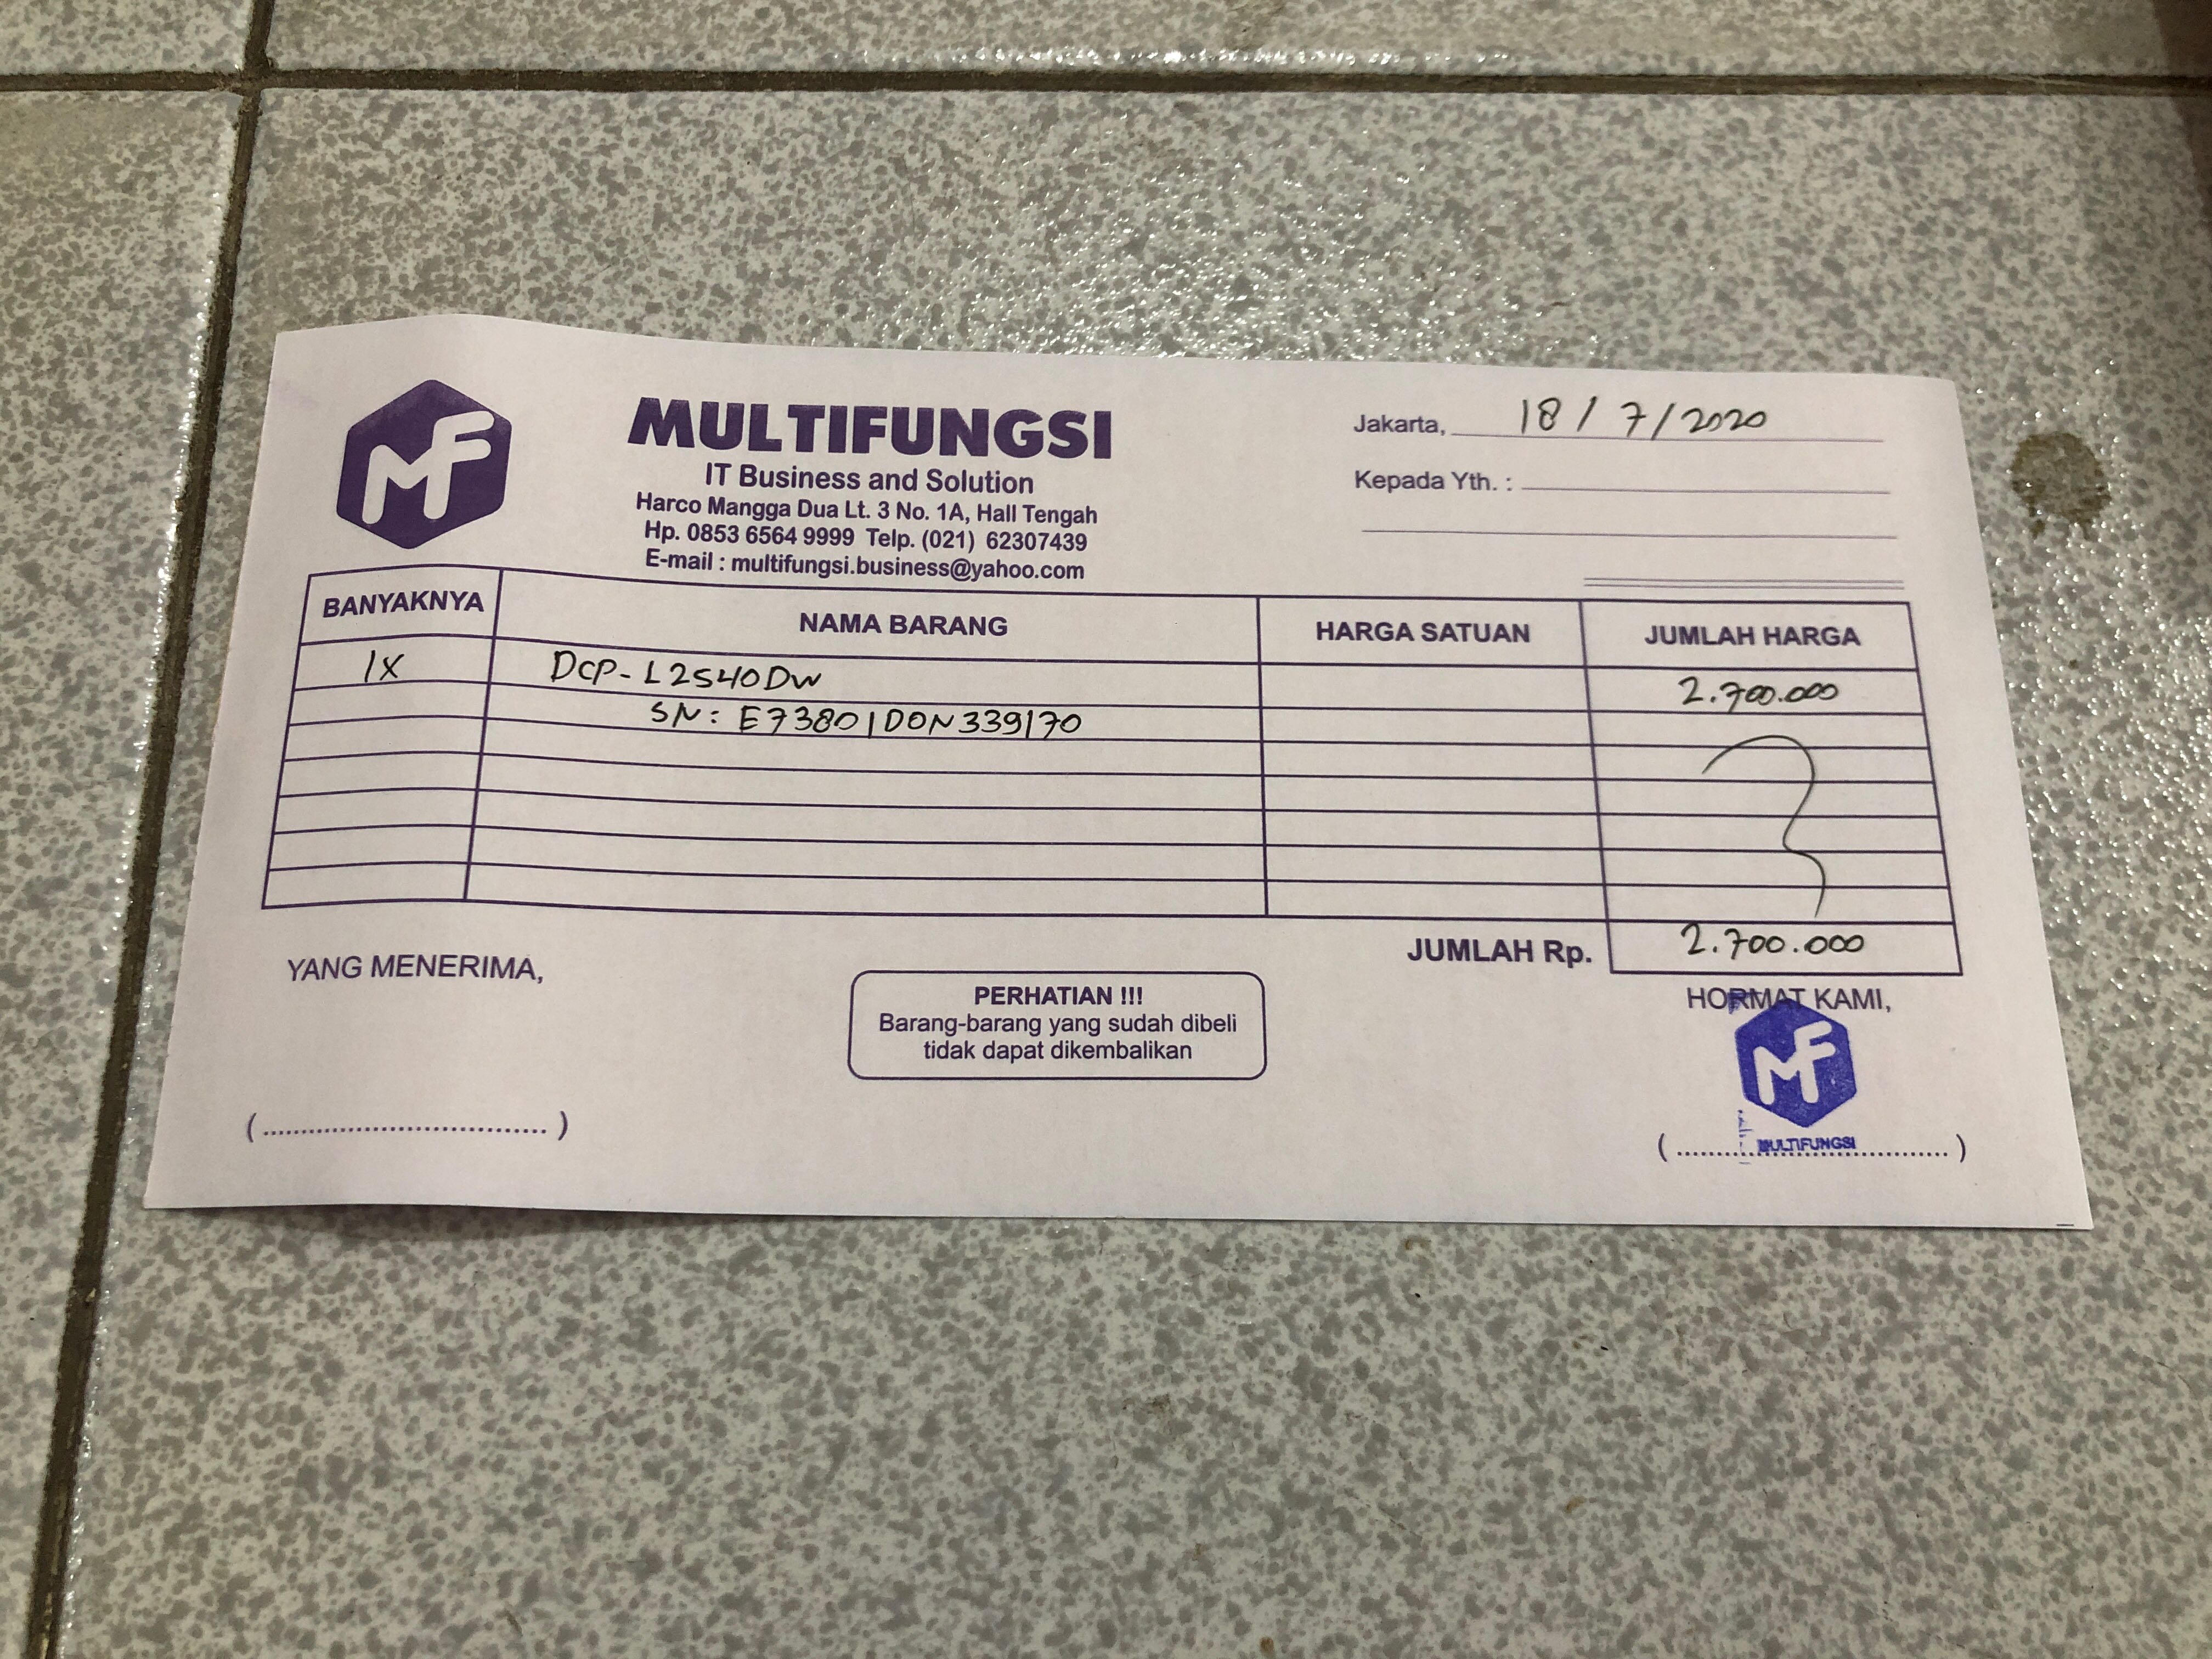 MF
MULTIFUNGSI
IT Business and Solution
Harco Mangga Dua Lt. 3 No. 1A, Hall Tengah
Hp. 0853 6564 9999 Telp. (021) 62307439
E-mail : multifungsi.business@yahoo.com
Jakarta, 18 / 7 / 2020
Kepada Yth. :
BANYAKNYA NAMA BARANG HARGA SATUAN JUMLAH HARGA
1X DCP-L2540DW 2.700.000
SN: E73801D0N339170
JUMLAH Rp. 2.700.000
YANG MENERIMA,
PERHATIAN !!!
Barang-barang yang sudah dibeli
tidak dapat dikembalikan
HORMAT KAMI,
MF
MULTIFUNGSI